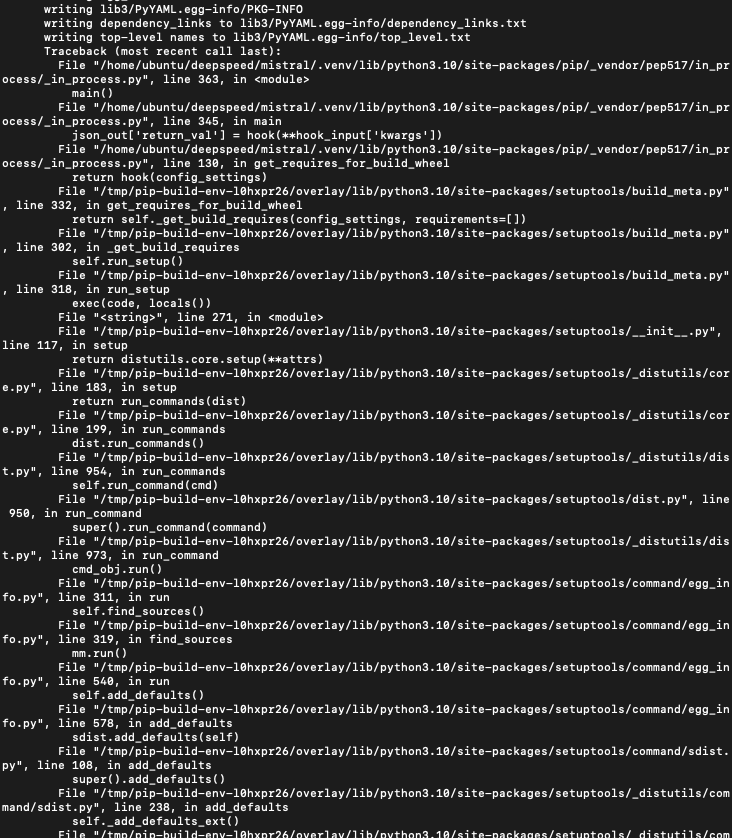 writing lib3/PyYAML.egg-info/PKG-INFO
writing dependency_links to lib3/PyYAML.egg-info/dependency_links.txt
writing top-level names to lib3/PyYAML.egg-info/top_level.txt
Traceback (most recent call last):
File "/home/ubuntu/deepspeed/mistral/.venv/lib/python3.10/site-packages/pip/_vendor/pep517/in_pr
ocess/_in_process.py", line 363, in <module>
main()
File "/home/ubuntu/deepspeed/mistral/.venv/lib/python3.10/site-packages/pip/_vendor/pep517/in_pr
ocess/_in_process.py", line 345, in main
json_out['return_val'] = hook(**hook_input['kwargs'])
File "/home/ubuntu/deepspeed/mistral/.venv/lib/python3.10/site-packages/pip/_vendor/pep517/in_pr
ocess/_in_process.py", line 130, in get_requires_for_build_wheel
return hook(config_settings)
File "/tmp/pip-build-env-l0hxpr26/overlay/lib/python3.10/site-packages/setuptools/build_meta.py"
, line 332, in get_requires_for_build_wheel
return self._get_build_requires(config_settings, requirements=[])
File "/tmp/pip-build-env-l0hxpr26/overlay/lib/python3.10/site-packages/setuptools/build_meta.py"
, line 302, in _get_build_requires
self.run_setup()
File "/tmp/pip-build-env-l0hxpr26/overlay/lib/python3.10/site-packages/setuptools/build_meta.py"
, line 318, in run_setup
exec(code, locals())
File "<string>", line 271, in <module>
File "/tmp/pip-build-env-l0hxpr26/overlay/lib/python3.10/site-packages/setuptools/__init__.py",
line 117, in setup
return distutils.core.setup(**attrs)
File "/tmp/pip-build-env-l0hxpr26/overlay/lib/python3.10/site-packages/setuptools/_distutils/cor
e.py", line 183, in setup
return run_commands(dist)
File "/tmp/pip-build-env-l0hxpr26/overlay/lib/python3.10/site-packages/setuptools/_distutils/cor
e.py", line 199, in run_commands
dist.run_commands()
File "/tmp/pip-build-env-l0hxpr26/overlay/lib/python3.10/site-packages/setuptools/_distutils/dis
t.py", line 954, in run_commands
self.run_command(cmd)
File "/tmp/pip-build-env-l0hxpr26/overlay/lib/python3.10/site-packages/setuptools/dist.py", line
950, in run_command
super().run_command(command)
File "/tmp/pip-build-env-l0hxpr26/overlay/lib/python3.10/site-packages/setuptools/_distutils/dis
t.py", line 973, in run_command
cmd_obj.run()
File "/tmp/pip-build-env-l0hxpr26/overlay/lib/python3.10/site-packages/setuptools/command/egg_in
fo.py", line 311, in run
self.find_sources()
File "/tmp/pip-build-env-l0hxpr26/overlay/lib/python3.10/site-packages/setuptools/command/egg_in
fo.py", line 319, in find_sources
mm.run()
File "/tmp/pip-build-env-l0hxpr26/overlay/lib/python3.10/site-packages/setuptools/command/egg_in
fo.py", line 540, in run
self.add_defaults()
File "/tmp/pip-build-env-l0hxpr26/overlay/lib/python3.10/site-packages/setuptools/command/egg_in
fo.py", line 578, in add_defaults
sdist.add_defaults(self)
File "/tmp/pip-build-env-l0hxpr26/overlay/lib/python3.10/site-packages/setuptools/command/sdist.
py", line 108, in add_defaults
super().add_defaults()
File "/tmp/pip-build-env-l0hxpr26/overlay/lib/python3.10/site-packages/setuptools/_distutils/com
mand/sdist.py", line 238, in add_defaults
self._add_defaults_ext()
File "/tmp/pip-build-env-l0hxpr26/overlay/lib/python3.10/site-packages/setuptools/_distutils/com